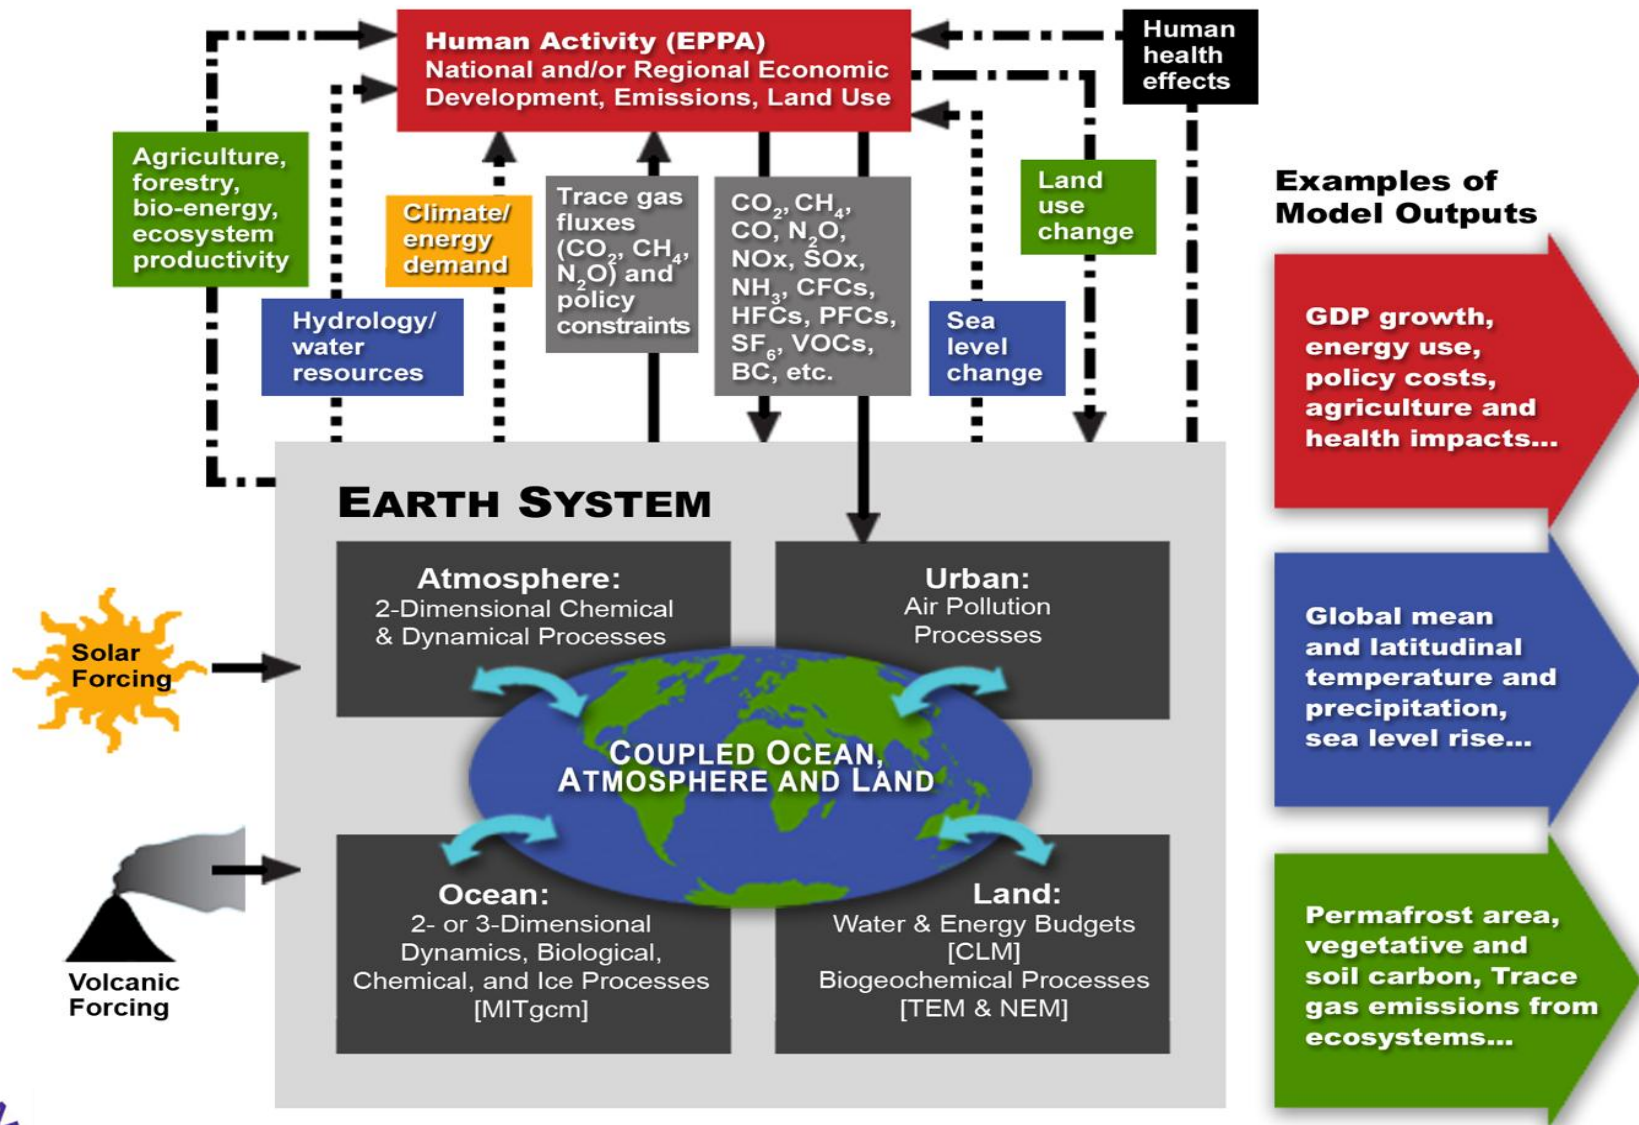 Human Activity (EPPA)
National and/or Regional Economic
Development, Emissions, Land Use
Human
health
effects
Agriculture,
forestry,
bio-energy,
ecosystem
productivity
Hydrology/
water
resources
Climate/
energy
demand
Trace gas
fluxes
(CO₂, CH₄,
N₂O) and
policy
constraints
CO₂, CH₄,
CO, N₂O,
NOx, SOx,
NH₃, CFCs,
HFCs, PFCs,
SF₆, VOCs,
BC, etc.
Sea
level
change
Land
use
change
EARTH SYSTEM
Atmosphere:
2-Dimensional Chemical
& Dynamical Processes
Urban:
Air Pollution
Processes
Solar
Forcing
COUPLED OCEAN,
ATMOSPHERE AND LAND
Volcanic
Forcing
Ocean:
2- or 3-Dimensional
Dynamics, Biological,
Chemical, and Ice Processes
[MITgcm]
Land:
Water & Energy Budgets
[CLM]
Biogeochemical Processes
[TEM & NEM]
Examples of
Model Outputs
GDP growth,
energy use,
policy costs,
agriculture and
health impacts...
Global mean
and latitudinal
temperature and
precipitation,
sea level rise...
Permafrost area,
vegetative and
soil carbon, Trace
gas emissions from
ecosystems...